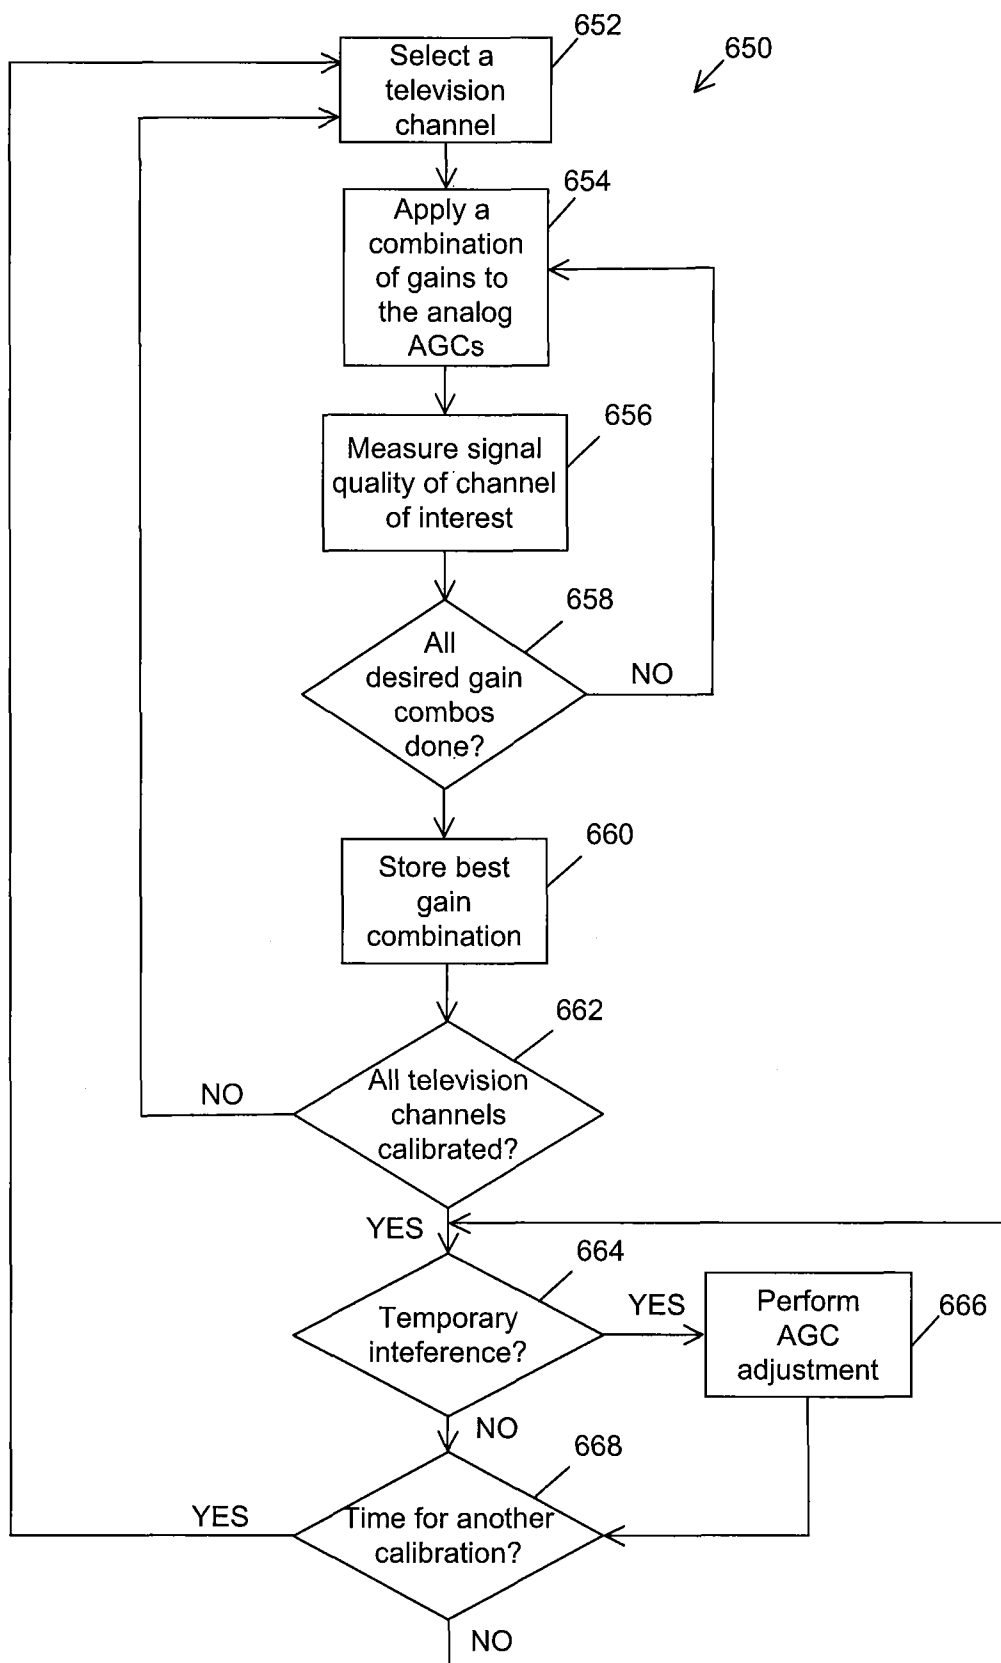 652
650
Select a
television
channel
654
Apply a
combination
of gains to
the analog
AGCs
656
Measure signal
quality of channel
of interest
658
All
desired gain
combos
done?
NO
660
Store best
gain
combination
662
All television
channels
calibrated?
NO
YES
664
Temporary
inteference?
YES
Perform
AGC
adjustment
666
NO
668
Time for another
calibration?
YES
NO